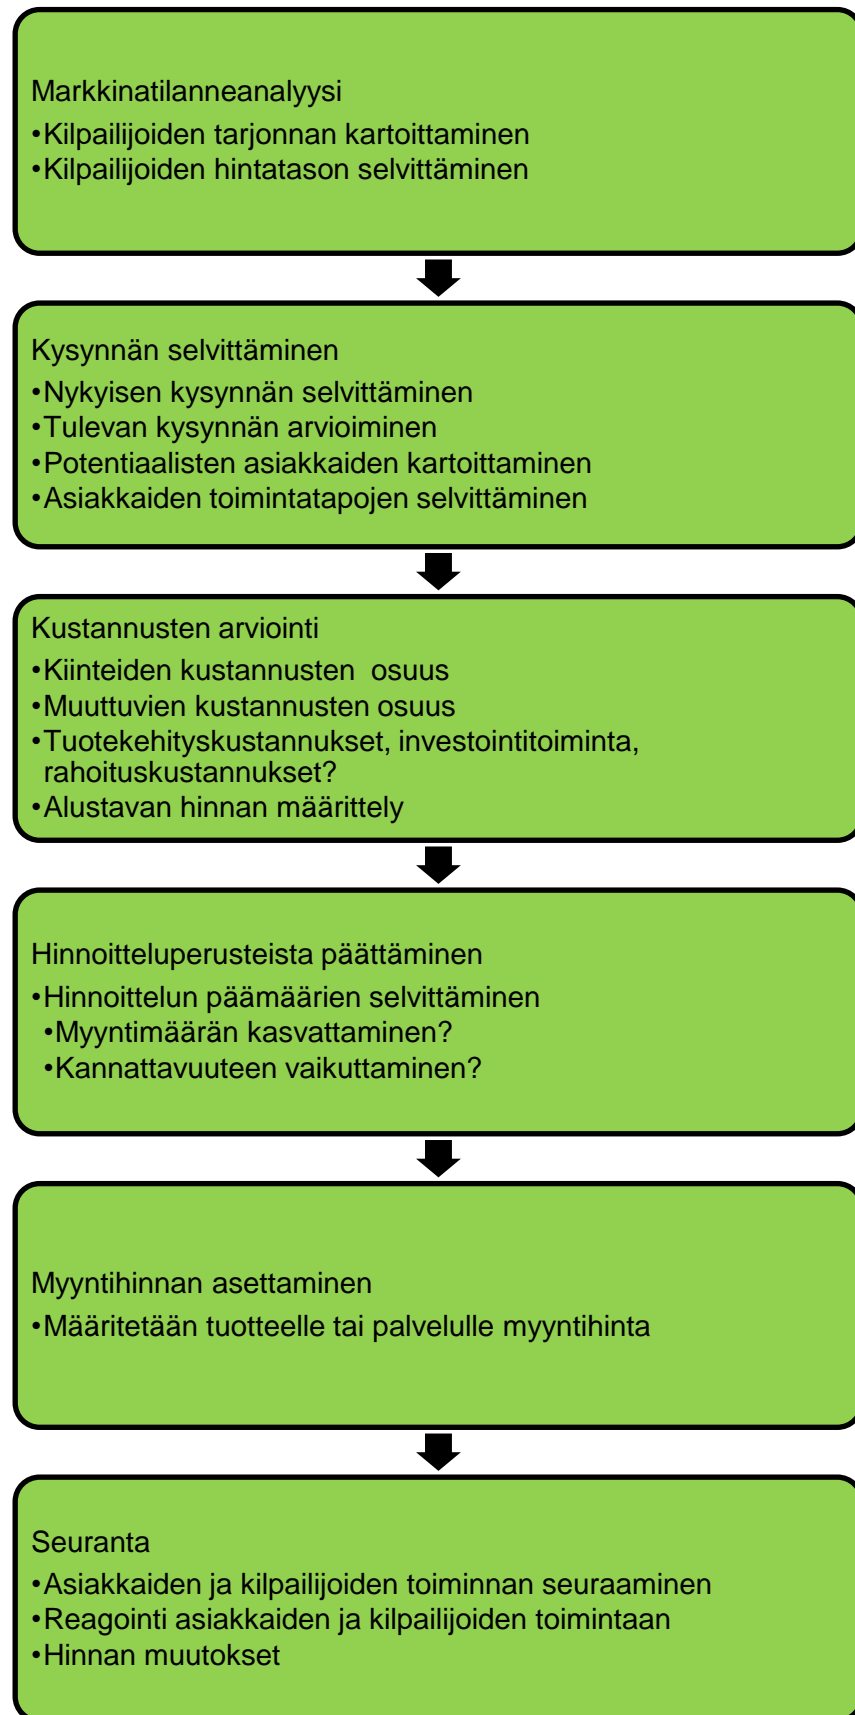 Markkinatilanneanalyysi
•Kilpailijoiden tarjonnan kartoittaminen
•Kilpailijoiden hintatason selvittäminen
Kysynnän selvittäminen
•Nykyisen kysynnän selvittäminen
•Tulevan kysynnän arvioiminen
•Potentiaalisten asiakkaiden kartoittaminen
•Asiakkaiden toimintatapojen selvittäminen
Kustannusten arviointi
•Kiinteiden kustannusten  osuus
•Muuttuvien kustannusten osuus
•Tuotekehityskustannukset, investointitoiminta,
rahoituskustannukset?
•Alustavan hinnan määrittely
Hinnoitteluperusteista päättäminen
•Hinnoittelun päämäärien selvittäminen
•Myyntimäärän kasvattaminen?
•Kannattavuuteen vaikuttaminen?
Myyntihinnan asettaminen
•Määritetään tuotteelle tai palvelulle myyntihinta
Seuranta
•Asiakkaiden ja kilpailijoiden toiminnan seuraaminen
•Reagointi asiakkaiden ja kilpailijoiden toimintaan
•Hinnan muutokset